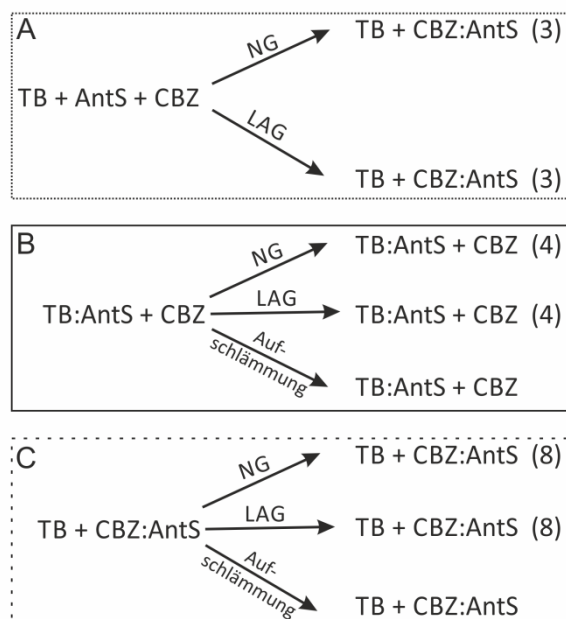 A
NG
TB + CBZ:AntS (3)
TB + AntS + CBZ
LAG
TB + CBZ:AntS (3)
B
NG
TB:AntS + CBZ (4)
TB:AntS + CBZ
LAG
TB:AntS + CBZ (4)
Auf-
schlämmung
TB:AntS + CBZ
C
NG
TB + CBZ:AntS (8)
TB + CBZ:AntS
LAG
TB + CBZ:AntS (8)
Auf-
schlämmung
TB + CBZ:AntS